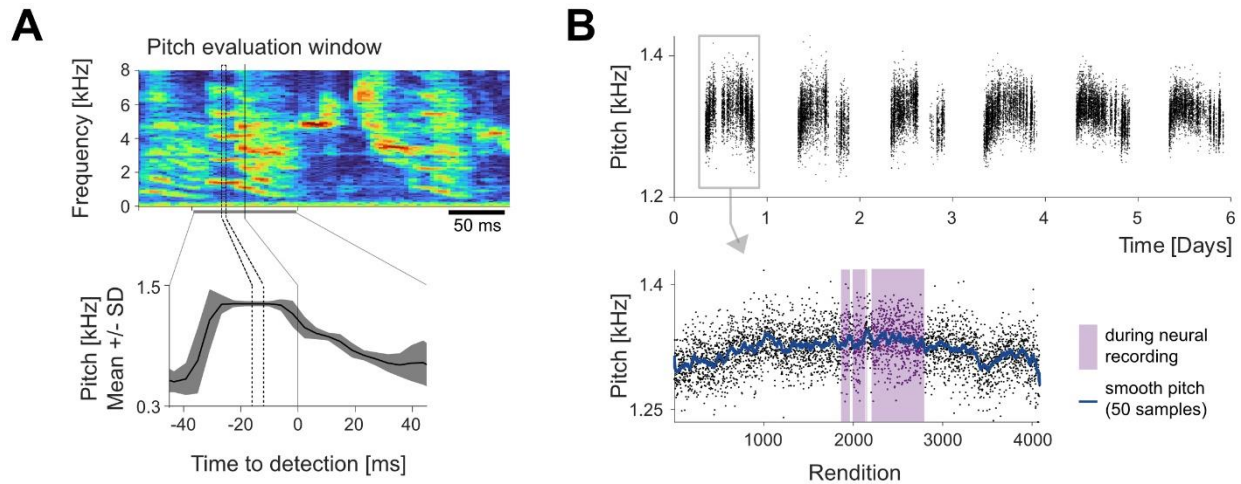 A
Pitch evaluation window
Frequency [kHz]
8
6
4
2
0
50 ms
Pitch [kHz]
Mean +/- SD
1.5
0.3
-40 -20 0 20 40
Time to detection [ms]
B
Pitch [kHz]
1.4
1.2
0 1 2 3 4 5 6
Time [Days]
Pitch [kHz]
1.4
1.25
1000 2000 3000 4000
Rendition
during neural
recording
smooth pitch
(50 samples)